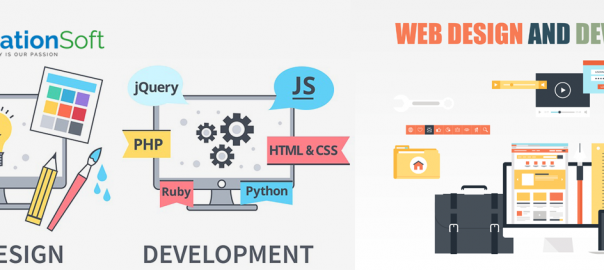 ationSoft
Y IS OUR PASSION
jQuery
JS
PHP
HTML & CSS
Ruby
Python
ESIGN
DEVELOPMENT
WEB DESIGN AND DEV